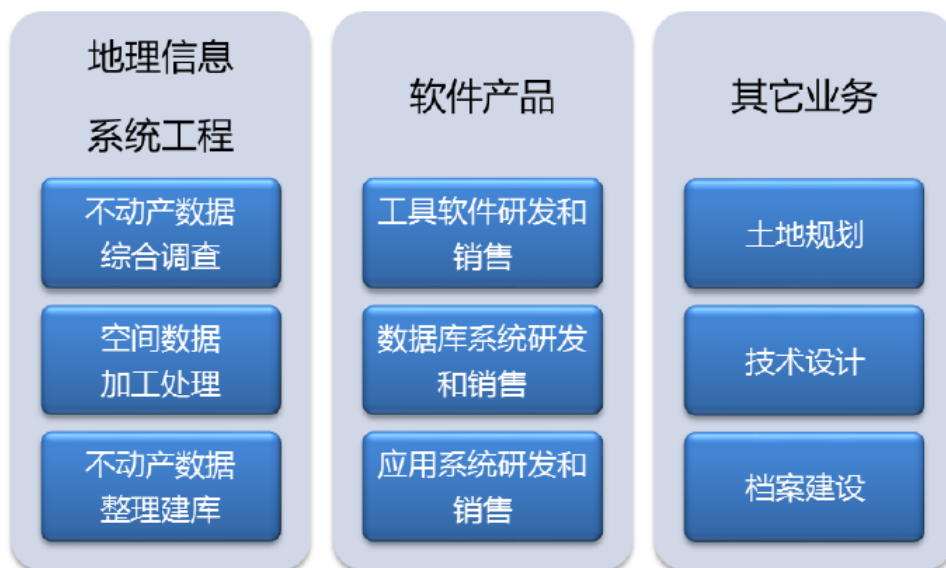 地理信息
系统工程
不动产数据
综合调查
空间数据
加工处理
不动产数据
整理建库
软件产品
工具软件研发和
销售
数据库系统研发
和销售
应用系统研发和
销售
其它业务
土地规划
技术设计
档案建设